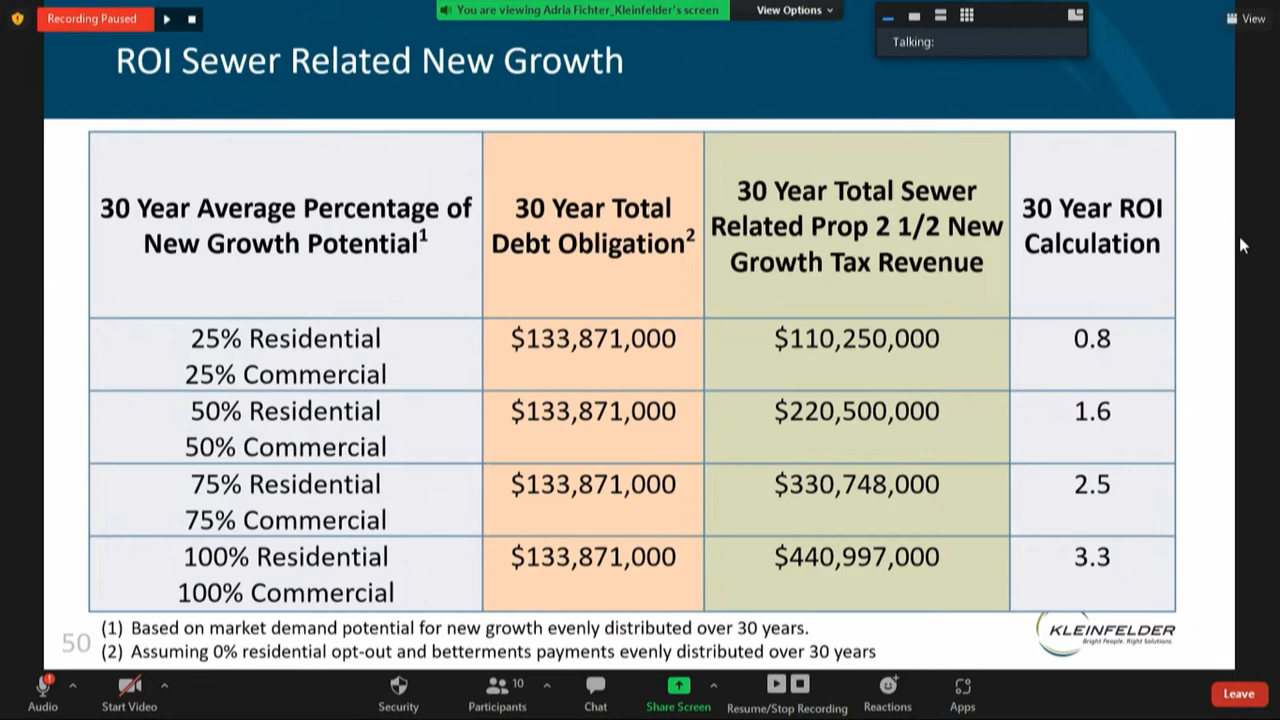 Recording Paused
You are viewing Adria Fichter_Kleinfelder's screen
View Options
View
Talking:
ROI Sewer Related New Growth
30 Year Average Percentage of
New Growth Potential¹
30 Year Total
Debt Obligation²
30 Year Total Sewer
Related Prop 2 1/2 New
Growth Tax Revenue
30 Year ROI
Calculation
25% Residential
25% Commercial
$133,871,000
$110,250,000
0.8
50% Residential
50% Commercial
$133,871,000
$220,500,000
1.6
75% Residential
75% Commercial
$133,871,000
$330,748,000
2.5
100% Residential
100% Commercial
$133,871,000
$440,997,000
3.3
50
(1) Based on market demand potential for new growth evenly distributed over 30 years.
(2) Assuming 0% residential opt-out and betterments payments evenly distributed over 30 years
KLEINFELDER
Bright People. Right Solutions.
Audio
Start Video
Security
10
Participants
Chat
Share Screen
Resume/Stop Recording
Reactions
Apps
Leave